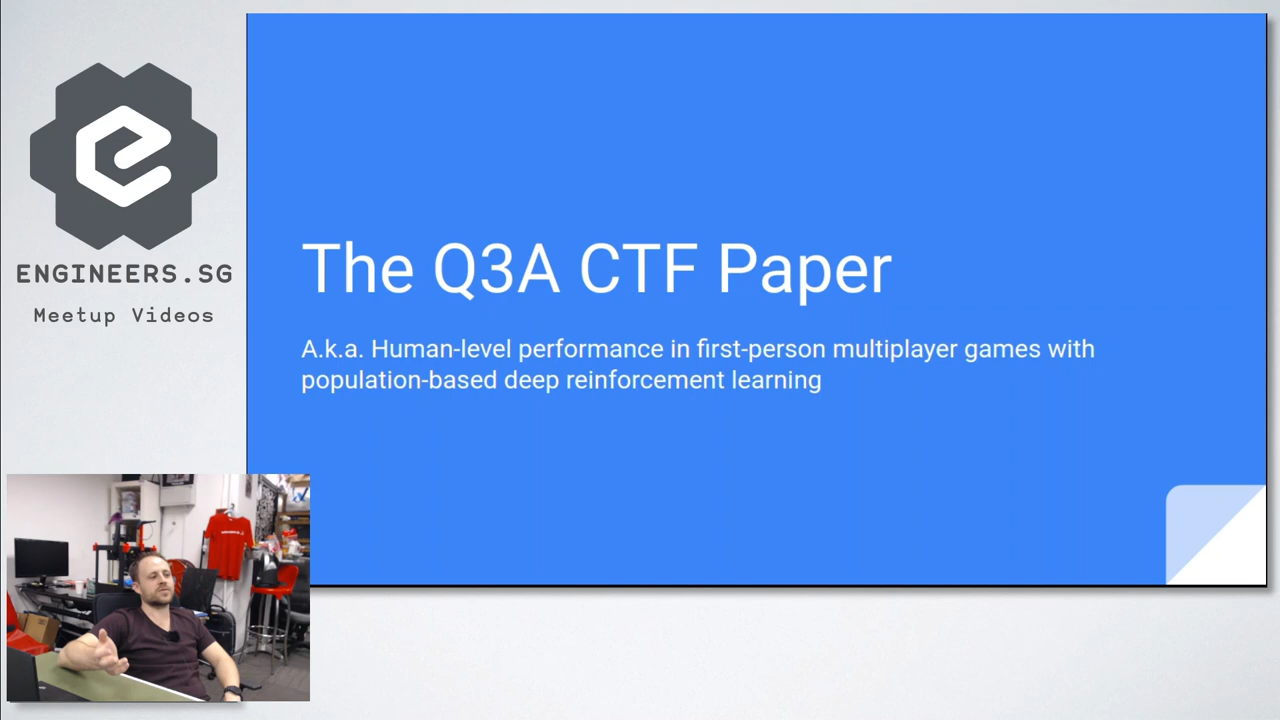 ENGINEERS.SG
Meetup Videos
The Q3A CTF Paper
A.k.a. Human-level performance in first-person multiplayer games with
population-based deep reinforcement learning